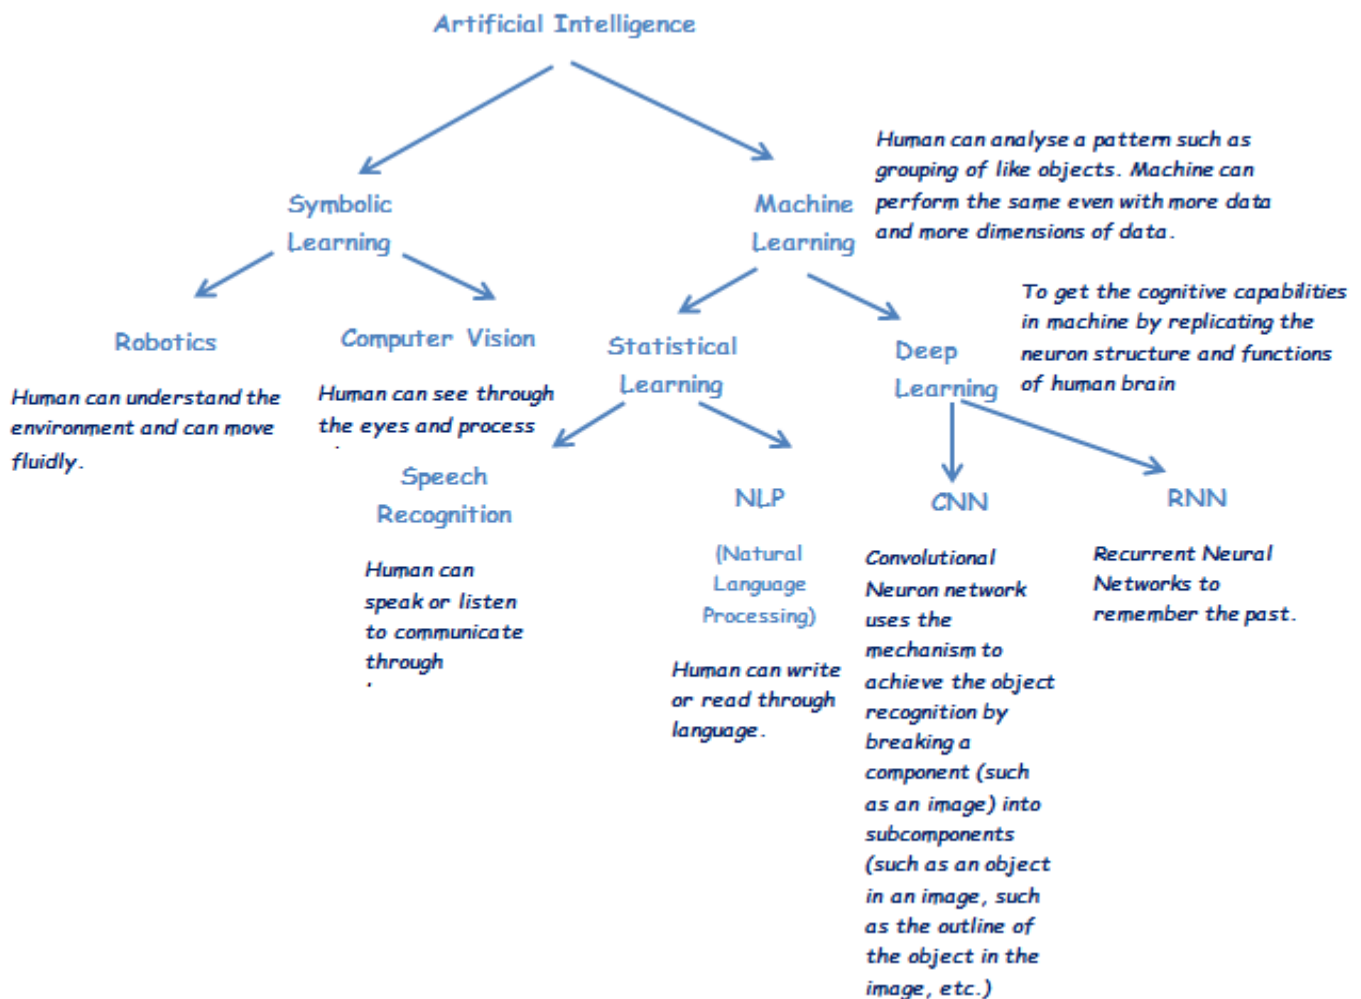 Artificial Intelligence
Human can analyse a pattern such as
grouping of like objects. Machine can
perform the same even with more data
and more dimensions of data.
Symbolic
Learning
Machine
Learning
To get the cognitive capabilities
in machine by replicating the
neuron structure and functions
of human brain
Robotics
Human can understand the
environment and can move
fluidly.
Computer Vision
Human can see through
the eyes and process
Statistical
Learning
Deep
Learning
Speech
Recognition
Human can
speak or listen
to communicate
through
NLP
(Natural
Language
Processing)
Human can write
or read through
language.
CNN
Convolutional
Neuron network
uses the
mechanism to
achieve the object
recognition by
breaking a
component (such
as an image) into
subcomponents
(such as an object
in an image, such
as the outline of
the object in the
image, etc.)
RNN
Recurrent Neural
Networks to
remember the past.